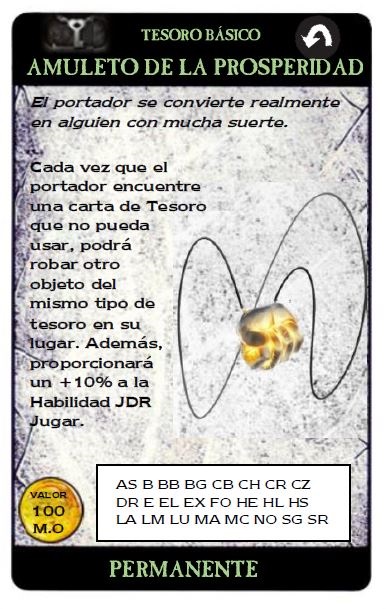 TESORO BÁSICO
AMULETO DE LA PROSPERIDAD
El portador se convierte realmente
en alguien con mucha suerte.
Cada vez que el
portador encuentre
una carta de Tesoro
que no pueda
usar, podrá
robar otro
objeto del
mismo tipo de
tesoro en su
lugar. Además,
proporcionará
un +10% a la
Habilidad JDR
Jugar.
VALOR
100
M.O
AS B BB BG CB CH CR CZ
DR E EL EX FO HE HL HS
LA LM LU MA MC NO SG SR
PERMANENTE